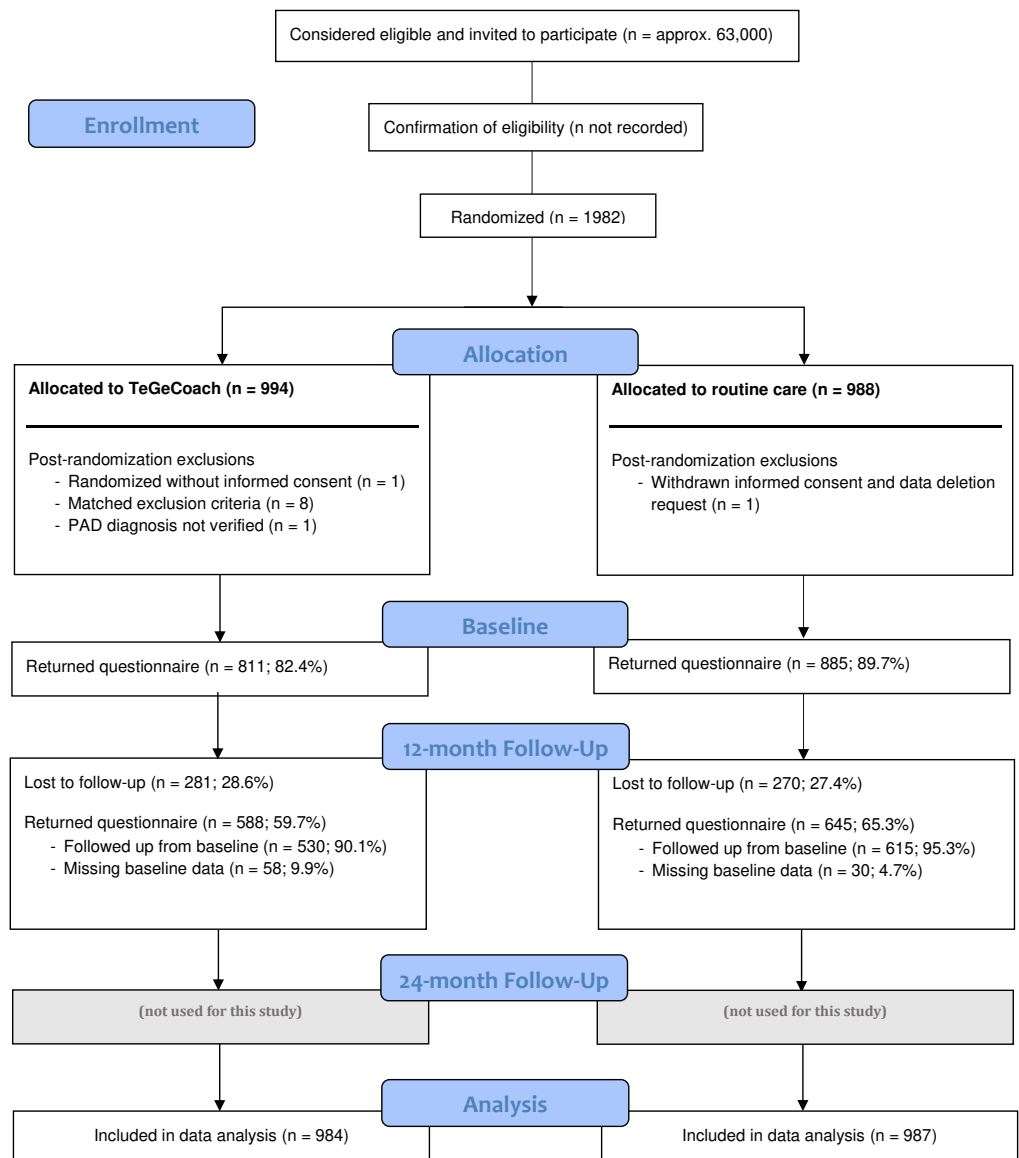 Considered eligible and invited to participate (n = approx. 63,000)
Enrollment
Confirmation of eligibility (n not recorded)
Randomized (n = 1982)
Allocation
Allocated to TeGeCoach (n = 994)
Post-randomization exclusions
- Randomized without informed consent (n = 1)
- Matched exclusion criteria (n = 8)
- PAD diagnosis not verified (n = 1)
Allocated to routine care (n = 988)
Post-randomization exclusions
- Withdrawn informed consent and data deletion
request (n = 1)
Baseline
Returned questionnaire (n = 811; 82.4%)
Returned questionnaire (n = 885; 89.7%)
12-month Follow-Up
Lost to follow-up (n = 281; 28.6%)
Returned questionnaire (n = 588; 59.7%)
- Followed up from baseline (n = 530; 90.1%)
- Missing baseline data (n = 58; 9.9%)
Lost to follow-up (n = 270; 27.4%)
Returned questionnaire (n = 645; 65.3%)
- Followed up from baseline (n = 615; 95.3%)
- Missing baseline data (n = 30; 4.7%)
24-month Follow-Up
(not used for this study)
(not used for this study)
Analysis
Included in data analysis (n = 984)
Included in data analysis (n = 987)